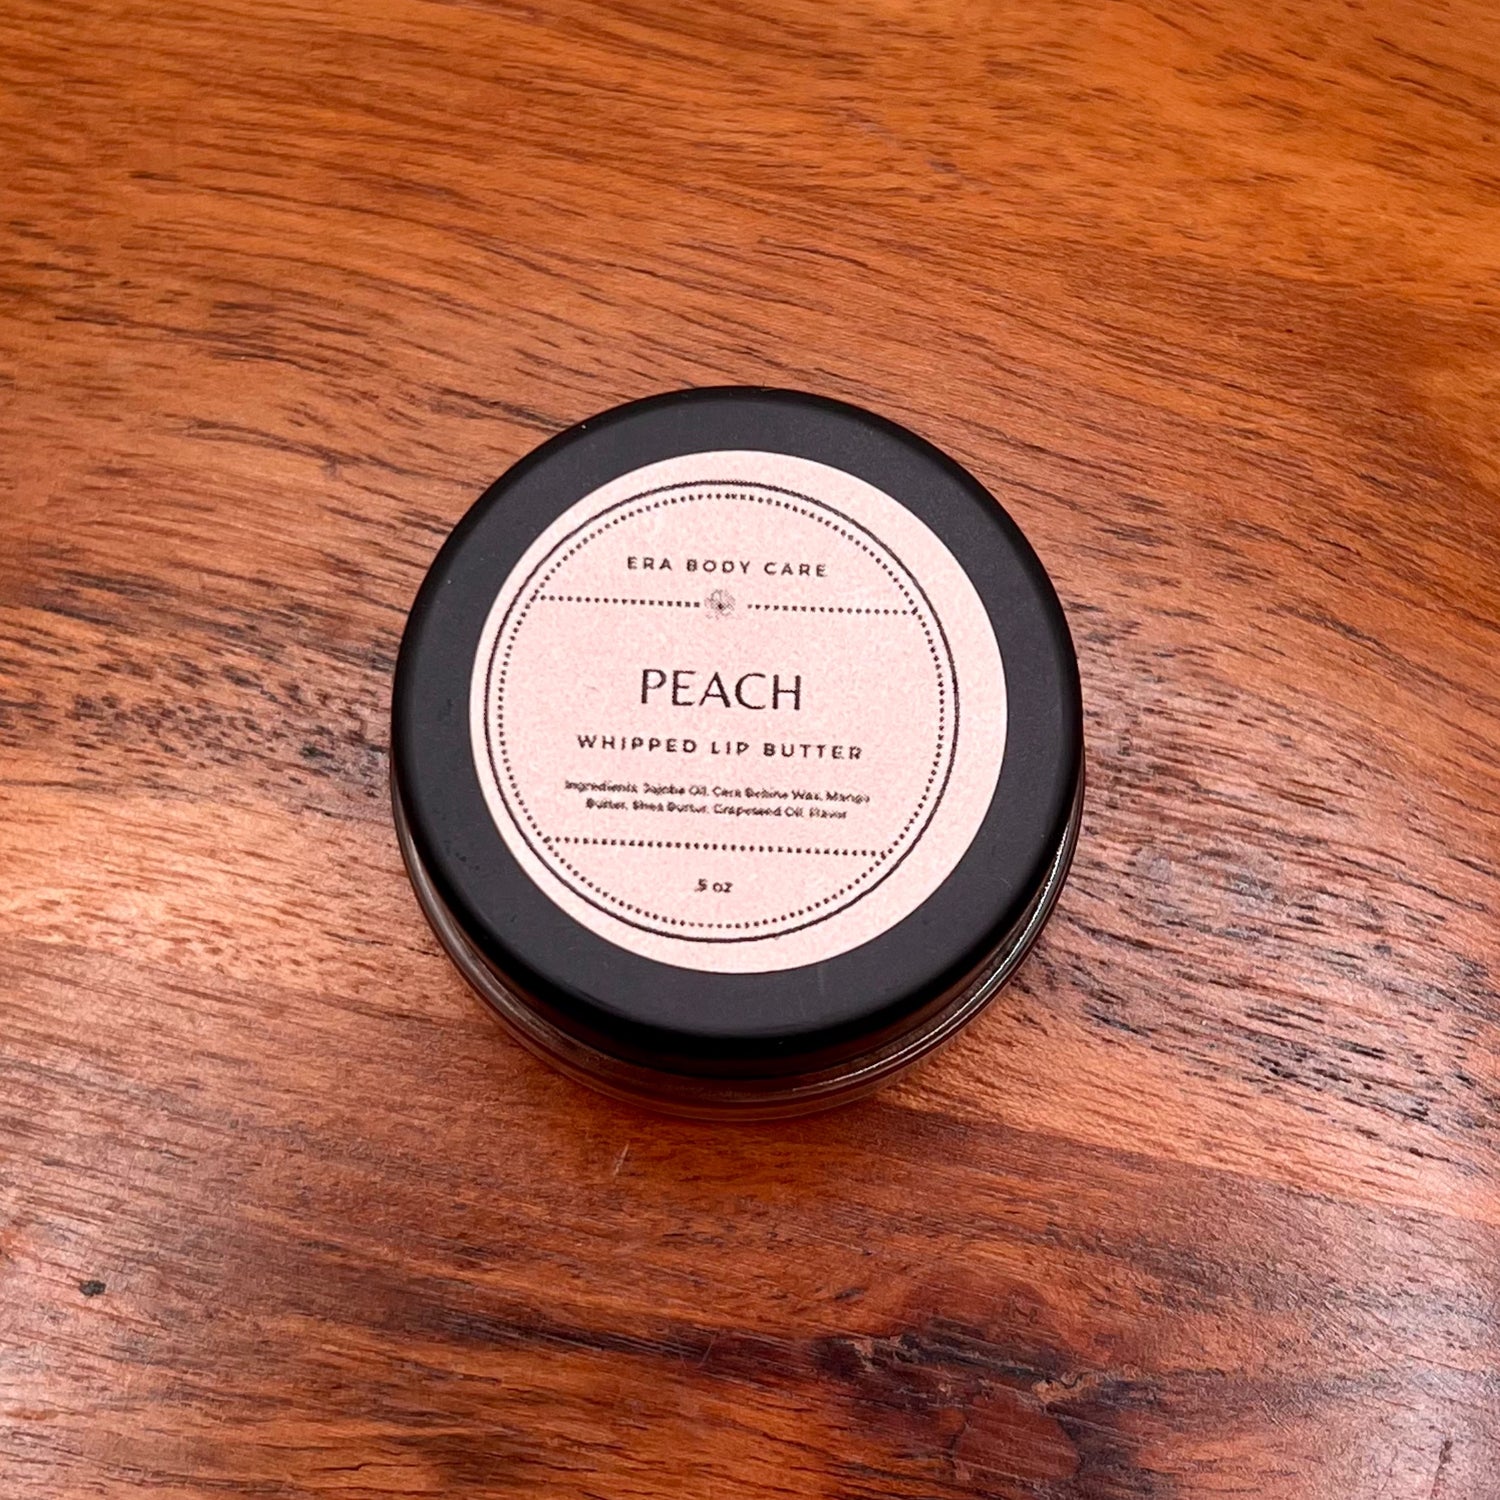 ERA BODY CARE
PEACH
WHIPPED LIP BUTTER
Ingredients: Jojoba Oil, Cera Bellina Wax, Mango
Butter, Shea Butter, Grapeseed Oil, Flavor
.5 oz